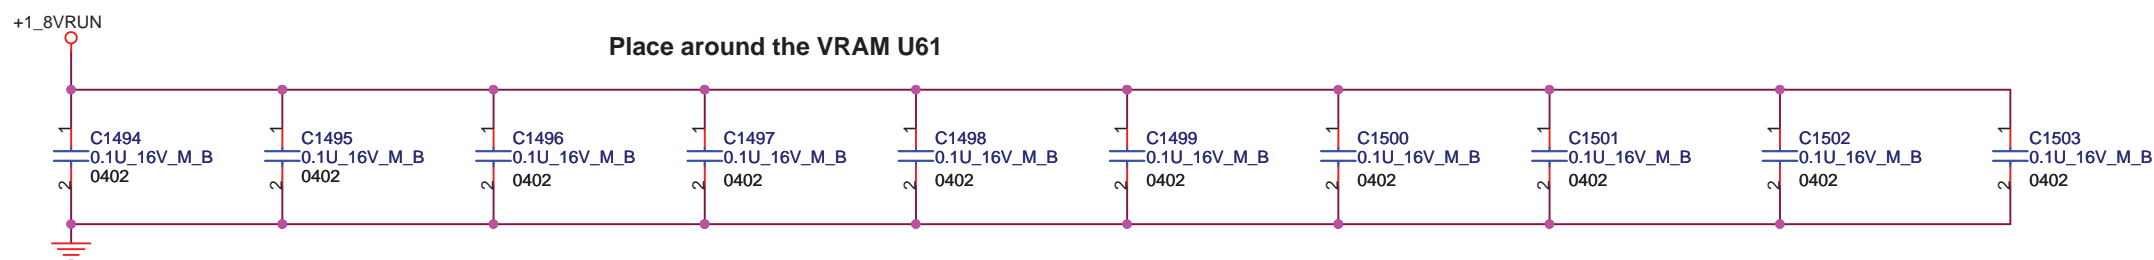 +1_8VRUN
Place around the VRAM U61
1
C1494
0.1U_16V_M_B
0402
2
1
C1495
0.1U_16V_M_B
0402
2
1
C1496
0.1U_16V_M_B
0402
2
1
C1497
0.1U_16V_M_B
0402
2
1
C1498
0.1U_16V_M_B
0402
2
1
C1499
0.1U_16V_M_B
0402
2
1
C1500
0.1U_16V_M_B
0402
2
1
C1501
0.1U_16V_M_B
0402
2
1
C1502
0.1U_16V_M_B
0402
2
1
C1503
0.1U_16V_M_B
0402
2